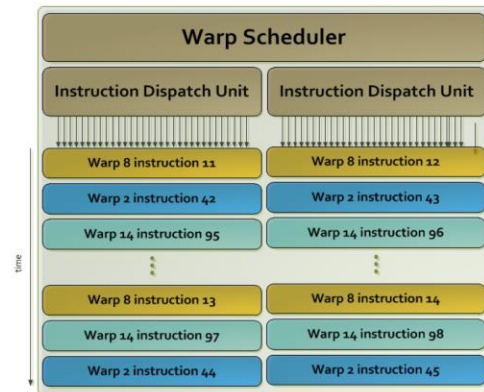 Warp Scheduler
Instruction Dispatch Unit
Instruction Dispatch Unit
time
Warp 8 instruction 11
Warp 8 instruction 12
Warp 2 instruction 42
Warp 2 instruction 43
Warp 14 instruction 95
Warp 14 instruction 96
Warp 8 instruction 13
Warp 8 instruction 14
Warp 14 instruction 97
Warp 14 instruction 98
Warp 2 instruction 44
Warp 2 instruction 45